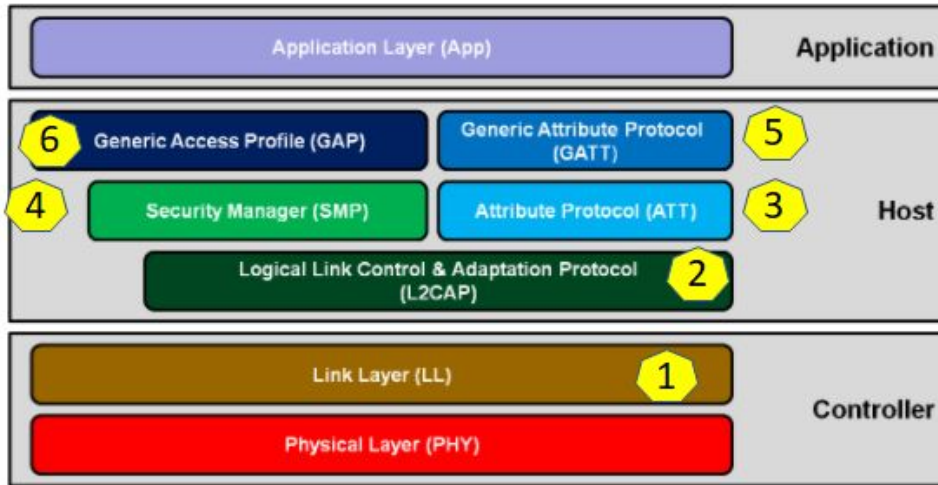 Application Layer (App)
Application
6
Generic Access Profile (GAP)
Generic Attribute Protocol
(GATT)
5
4
Security Manager (SMP)
Attribute Protocol (ATT)
3
Host
Logical Link Control & Adaptation Protocol
(L2CAP)
2
Link Layer (LL)
1
Controller
Physical Layer (PHY)